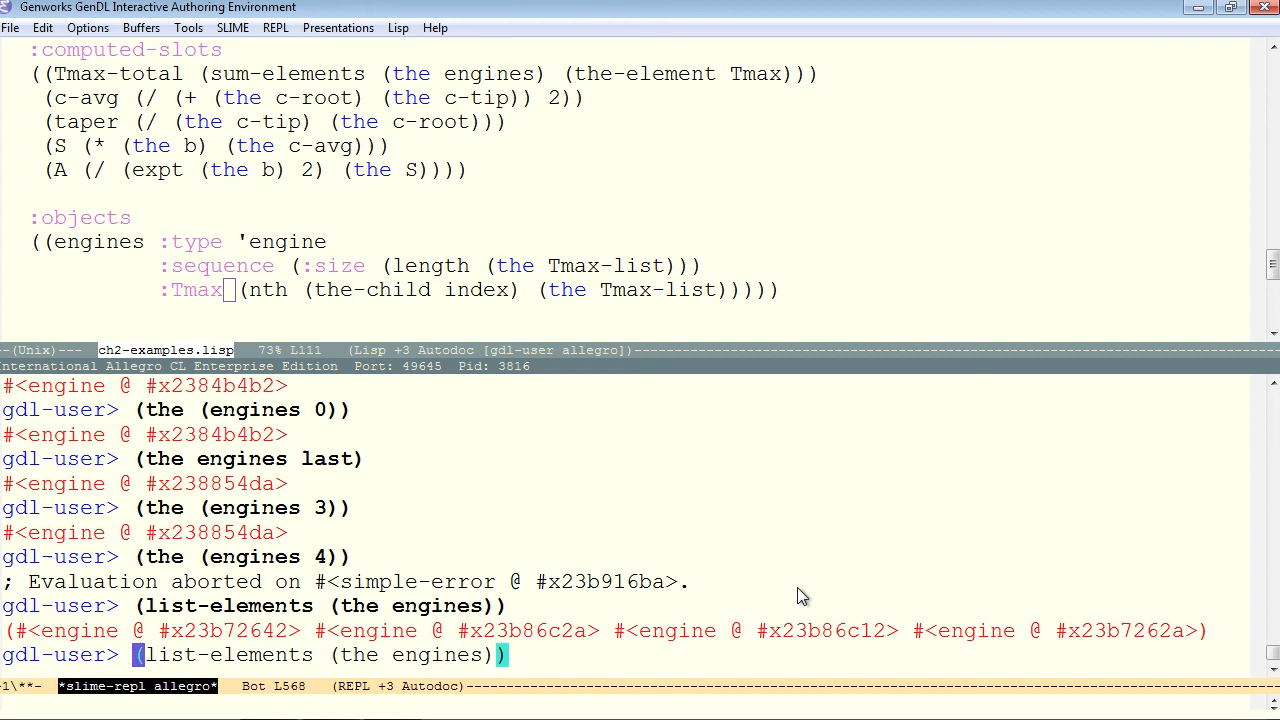 Genworks GenDL Interactive Authoring Environment
File Edit Options Buffers Tools SLIME REPL Presentations Lisp Help
:computed-slots
((Tmax-total (sum-elements (the engines) (the-element Tmax)))
(c-avg (/ (+ (the c-root) (the c-tip)) 2))
(taper (/ (the c-tip) (the c-root)))
(S (* (the b) (the c-avg)))
(A (/ (expt (the b) 2) (the S))))
:objects
((engines :type 'engine
:sequence (:size (length (the Tmax-list)))
:Tmax (nth (the-child index) (the Tmax-list)))))
--(Unix)--- ch2-examples.lisp 73% L111 (Lisp +3 Autodoc [gdl-user allegro])----------
International Allegro CL Enterprise Edition Port: 49645 Pid: 3816
#<engine @ #x2384b4b2>
gdl-user> (the (engines 0))
#<engine @ #x2384b4b2>
gdl-user> (the engines last)
#<engine @ #x238854da>
gdl-user> (the (engines 3))
#<engine @ #x238854da>
gdl-user> (the (engines 4))
; Evaluation aborted on #<simple-error @ #x23b916ba>.
gdl-user> (list-elements (the engines))
(#<engine @ #x23b72642> #<engine @ #x23b86c2a> #<engine @ #x23b86c12> #<engine @ #x23b7262a>)
gdl-user> (list-elements (the engines))
-1\**- *slime-repl allegro* Bot L568 (REPL +3 Autodoc)----------